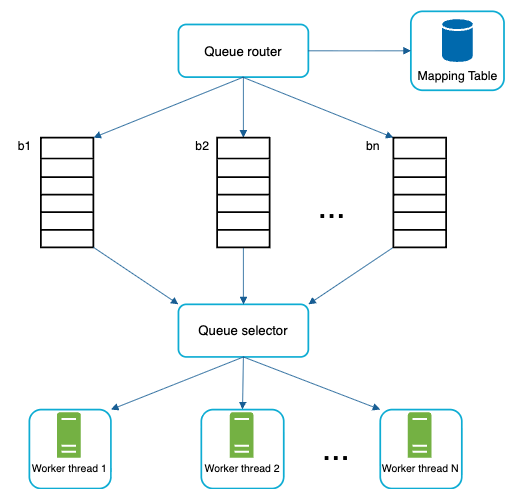 Queue router
Mapping Table
b1
b2
bn
...
Queue selector
Worker thread 1
Worker thread 2
...
Worker thread N